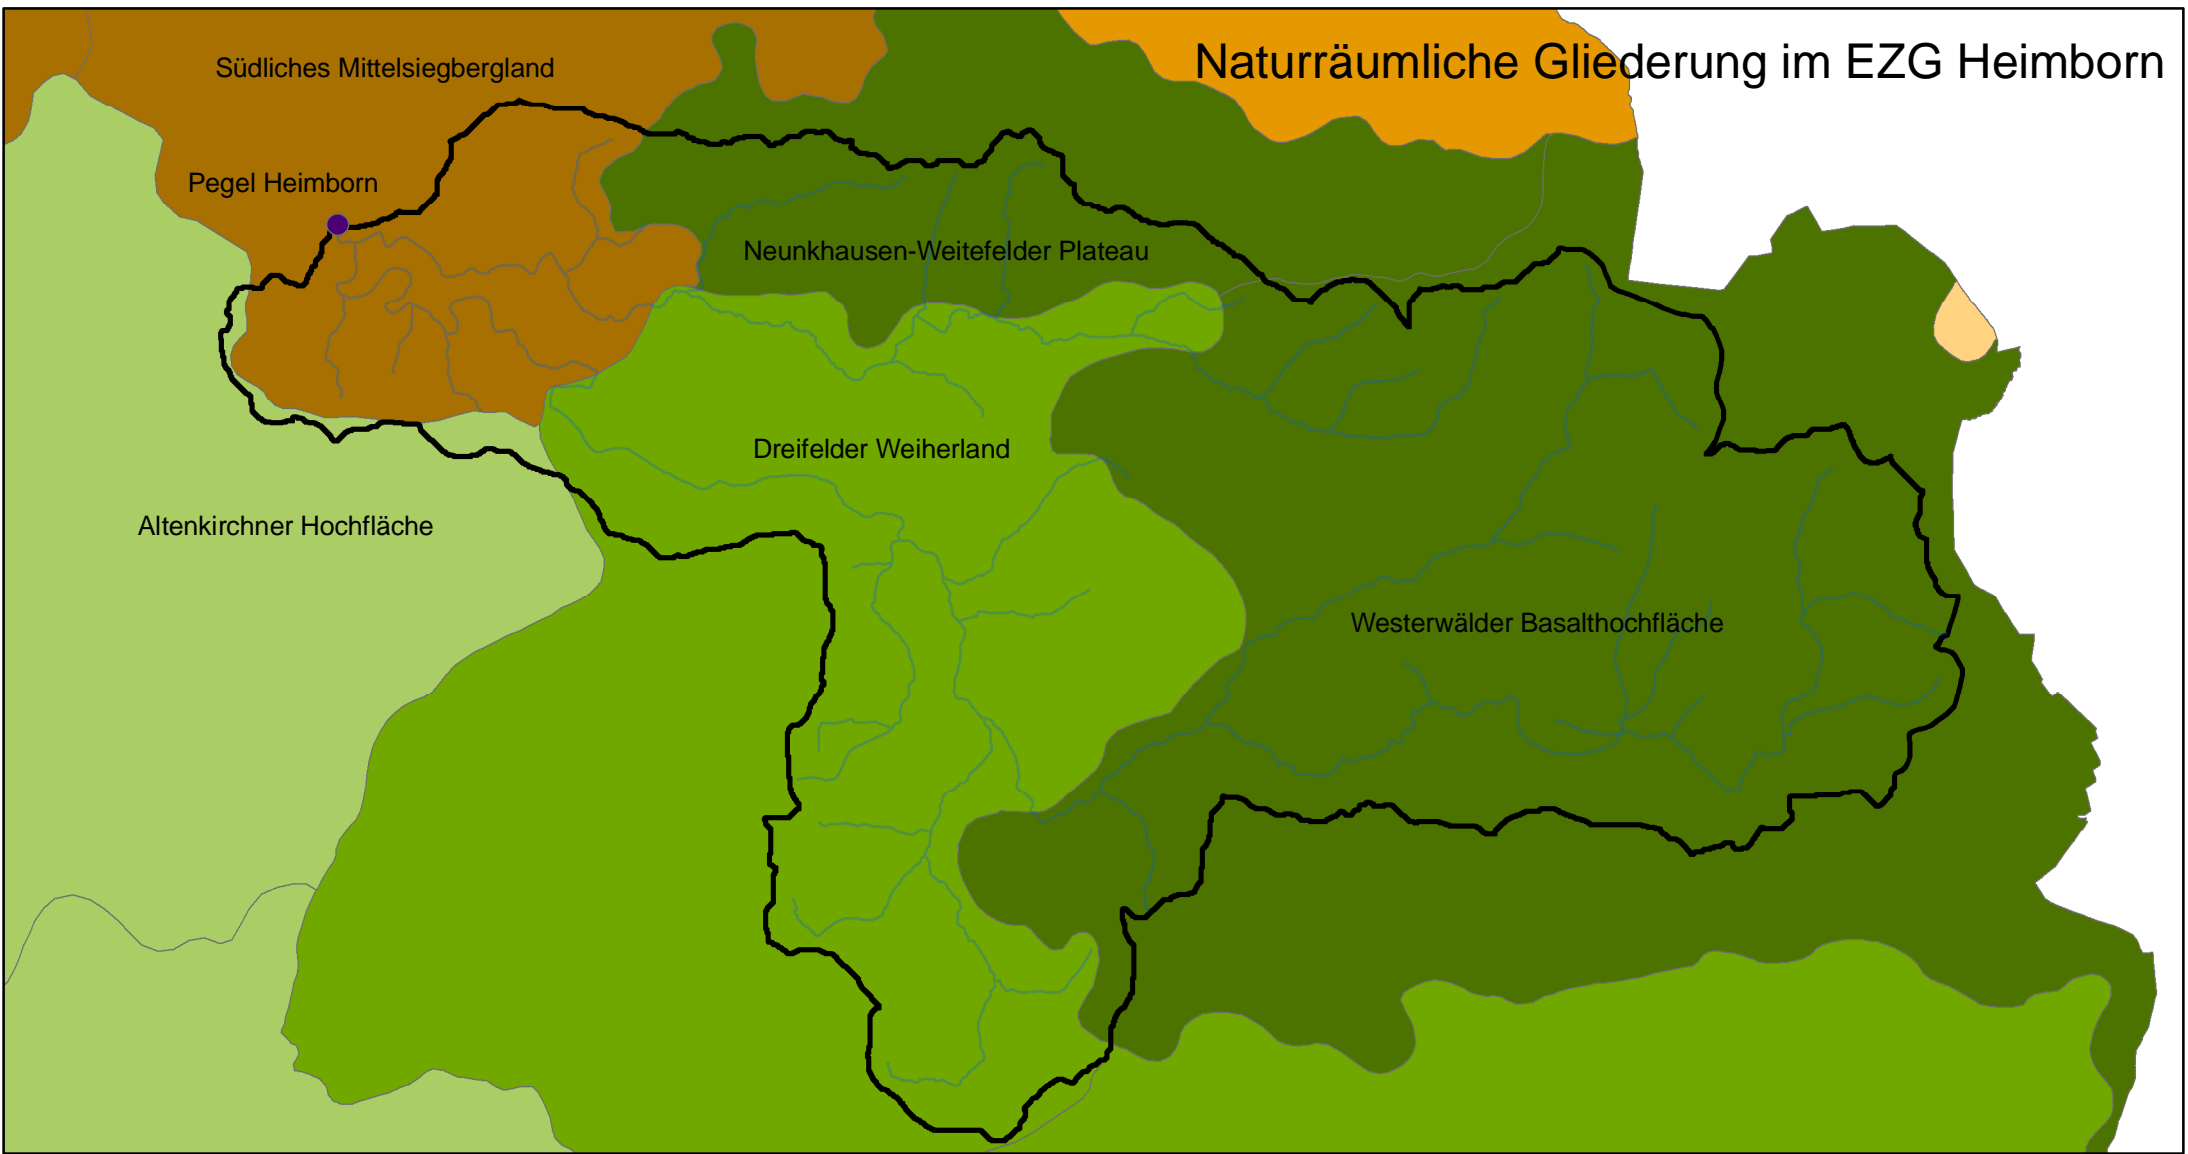 Naturräumliche Gliederung im EZG Heimborn
Südliches Mittelsiegbergland
Pegel Heimborn
Neunkhausen-Weitefelder Plateau
Dreifelder Weiherland
Altenkirchner Hochfläche
Westerwälder Basalthochfläche